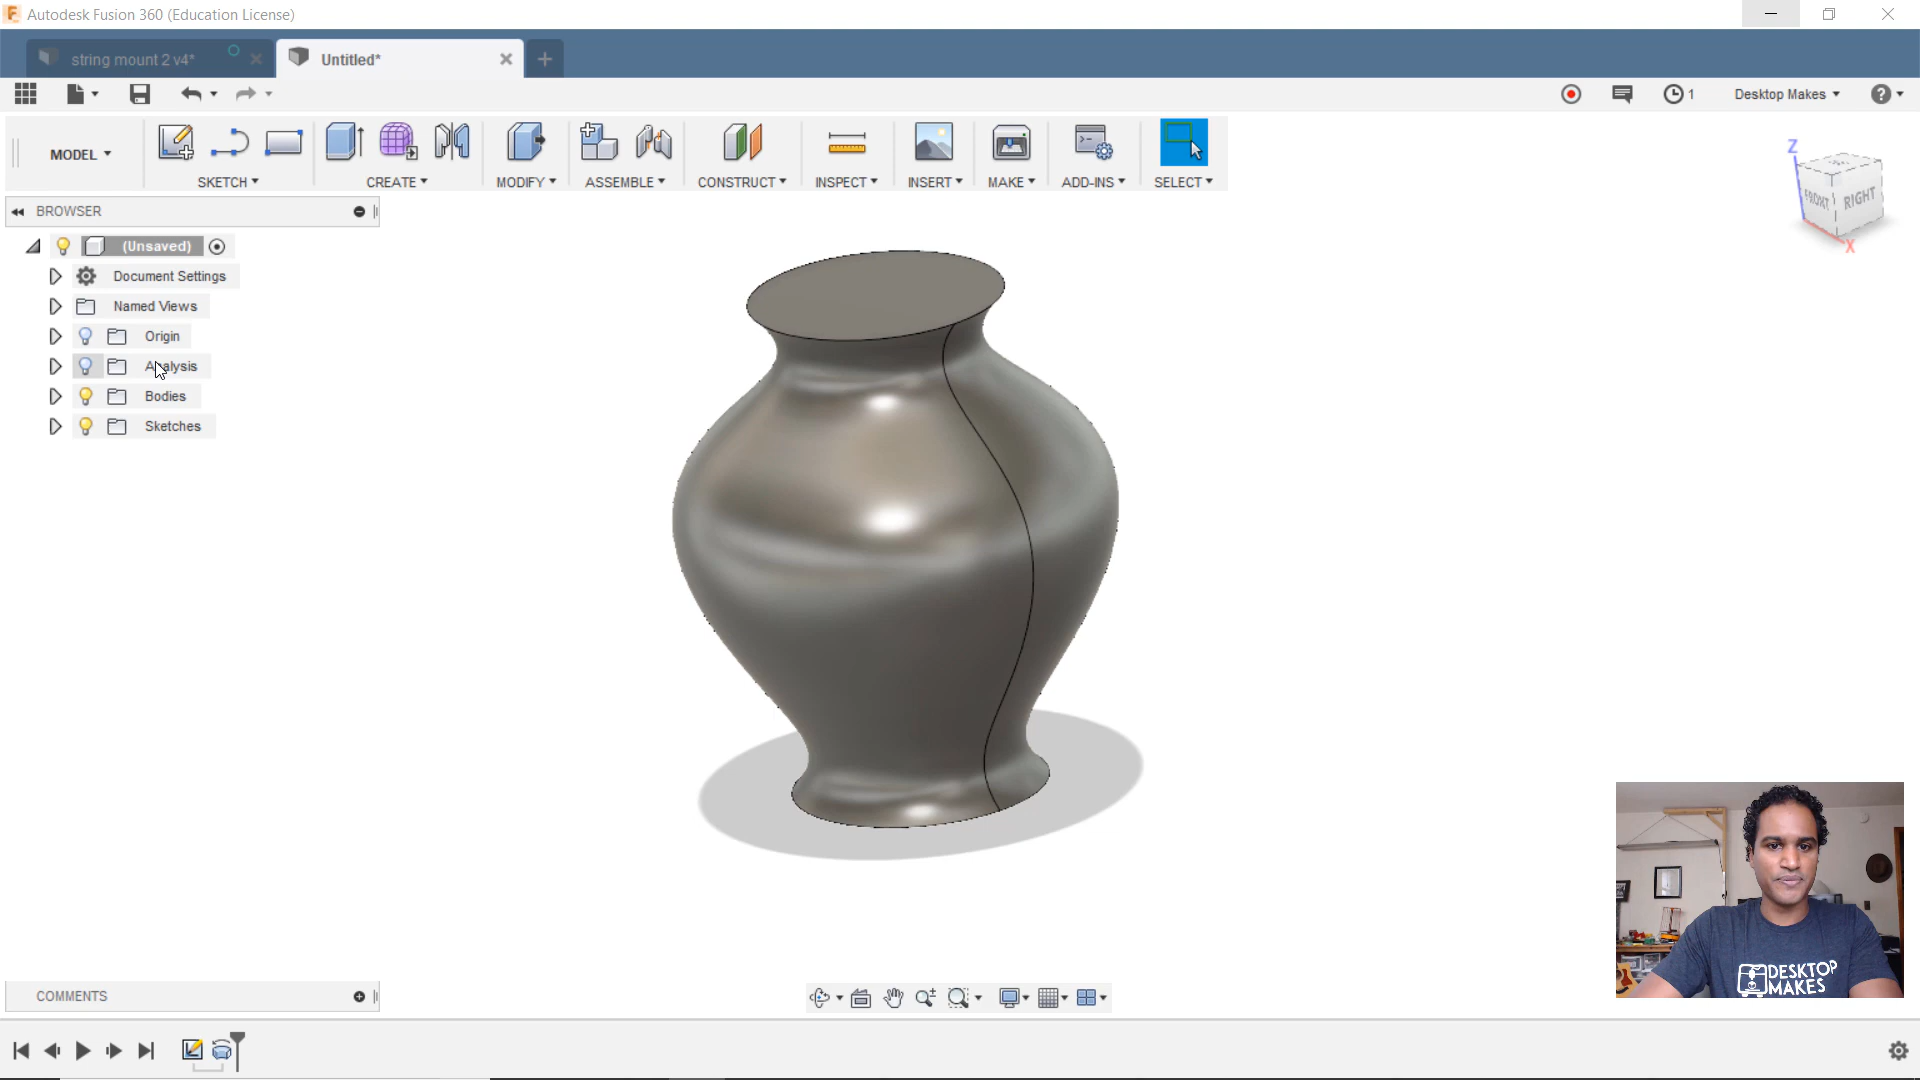 Autodesk Fusion 360 (Education License)
string mount 2 v4*
Untitled*
1
Desktop Makes
MODEL
SKETCH
CREATE
MODIFY
ASSEMBLE
CONSTRUCT
INSPECT
INSERT
MAKE
ADD-INS
SELECT
Z
FRONT
RIGHT
X
BROWSER
(Unsaved)
Document Settings
Named Views
Origin
Analysis
Bodies
Sketches
DESKTOP
MAKES
COMMENTS